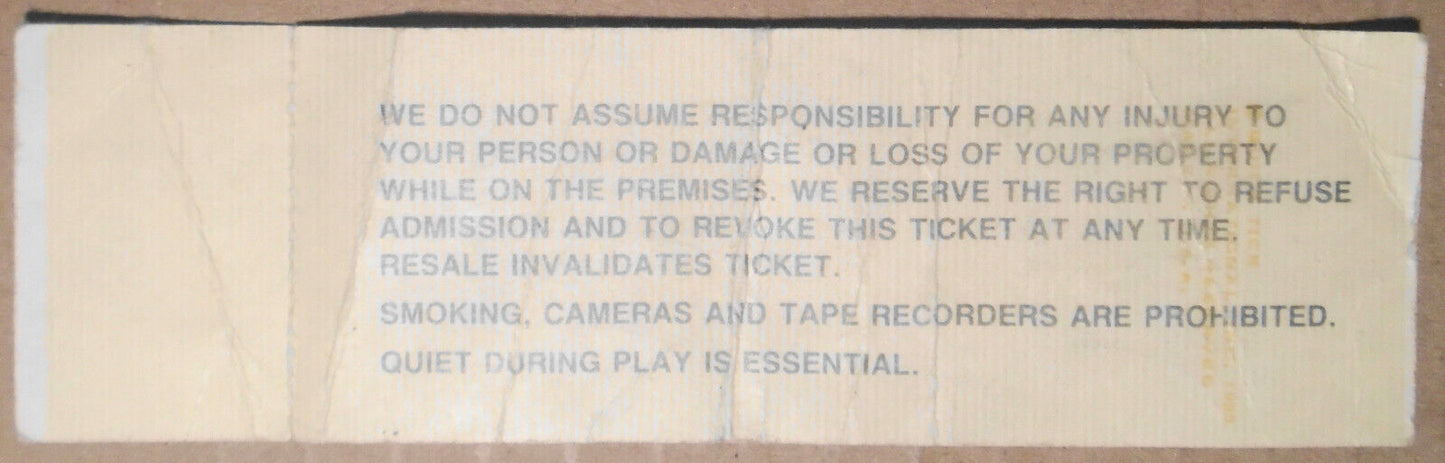 WE DO NOT ASSUME RESPONSIBILITY FOR ANY INJURY TO
YOUR PERSON OR DAMAGE OR LOSS OF YOUR PROPERTY
WHILE ON THE PREMISES. WE RESERVE THE RIGHT TO REFUSE
ADMISSION AND TO REVOKE THIS TICKET AT ANY TIME.
RESALE INVALIDATES TICKET.
SMOKING, CAMERAS AND TAPE RECORDERS ARE PROHIBITED.
QUIET DURING PLAY IS ESSENTIAL.